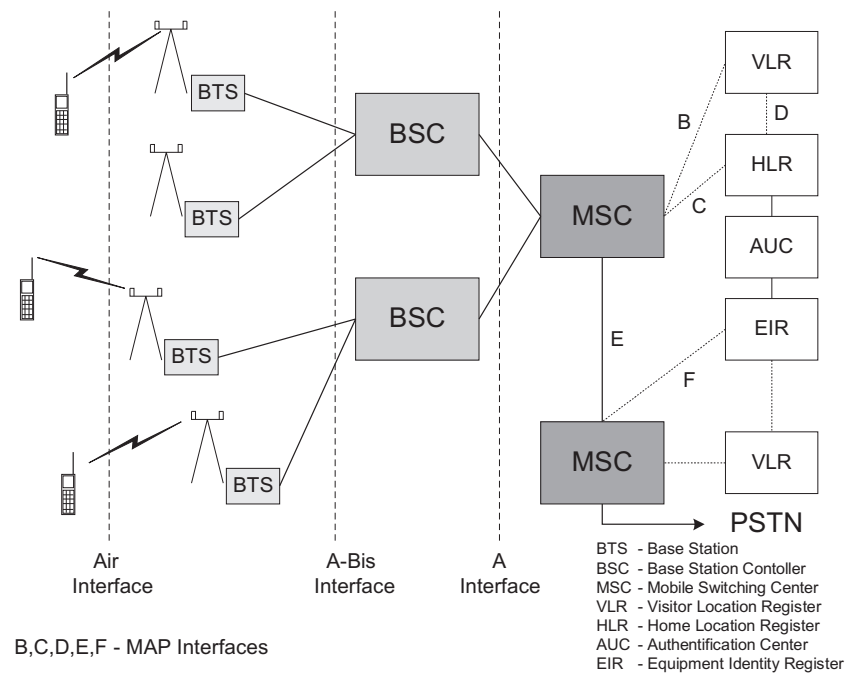 VLR
BTS
B
D
BSC
HLR
C
MSC
BTS
AUC
BSC
EIR
E
BTS
F
MSC
VLR
BTS
PSTN
Air
Interface
A-Bis
Interface
A
Interface
BTS - Base Station
BSC - Base Station Contoller
MSC - Mobile Switching Center
VLR - Visitor Location Register
HLR - Home Location Register
AUC - Authentification Center
EIR - Equipment Identity Register
B,C,D,E,F - MAP Interfaces